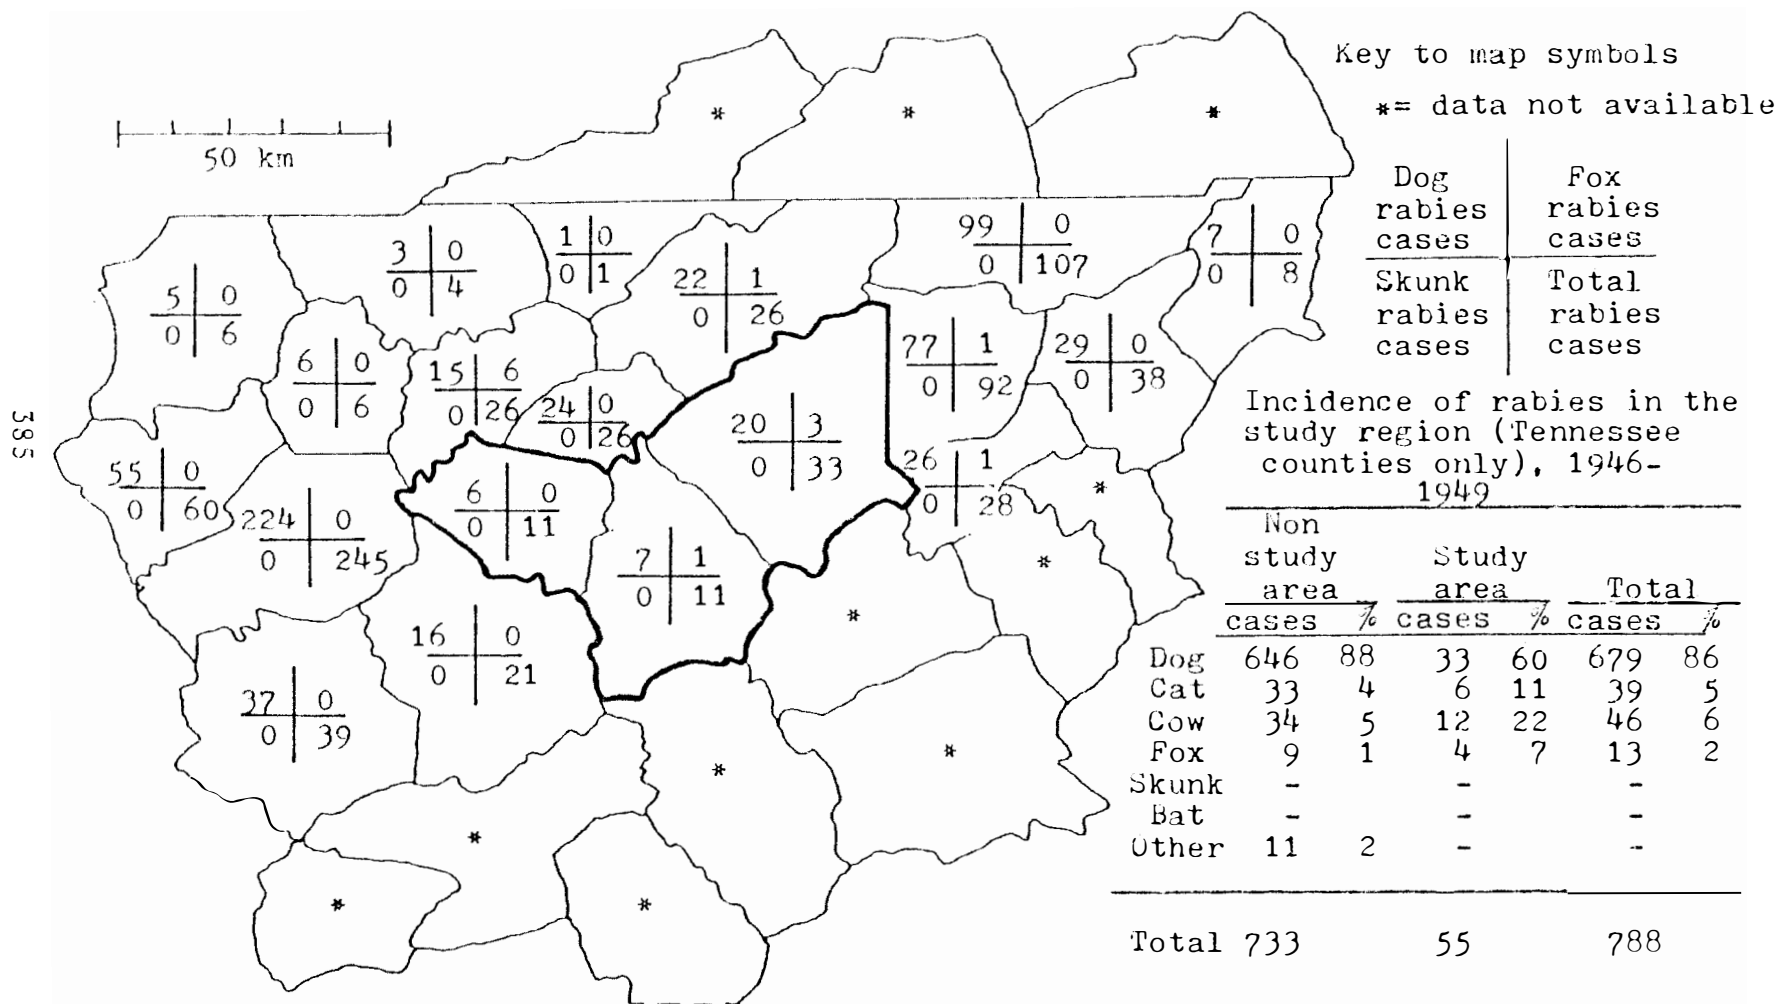 Key to map symbols
*= data not available
Dog Fox
rabies rabies
cases cases
Skunk Total
rabies rabies
cases cases
50 km
* * *
99 0
0 107
7 0
0 8
3 0
0 4
1 0
0 1
22 1
0 26
5 0
0 6
77 1
0 92
29 0
0 38
6 0
0 6
15 6
0 26
24 0
0 26
20 3
0 33
26 1
0 28
*
55 0
0 60
224 0
0 245
6 0
0 11
7 1
0 11
*
*
16 0
0 21
37 0
0 39
*
*
*
*
*
385
Incidence of rabies in the
study region (Tennessee
counties only), 1946-
1949
Non
study Study
area area Total
cases % cases % cases %
Dog 646 88 33 60 679 86
Cat 33 4 6 11 39 5
Cow 34 5 12 22 46 6
Fox 9 1 4 7 13 2
Skunk - - -
Bat - - -
Other 11 2 - -
Total 733 55 788